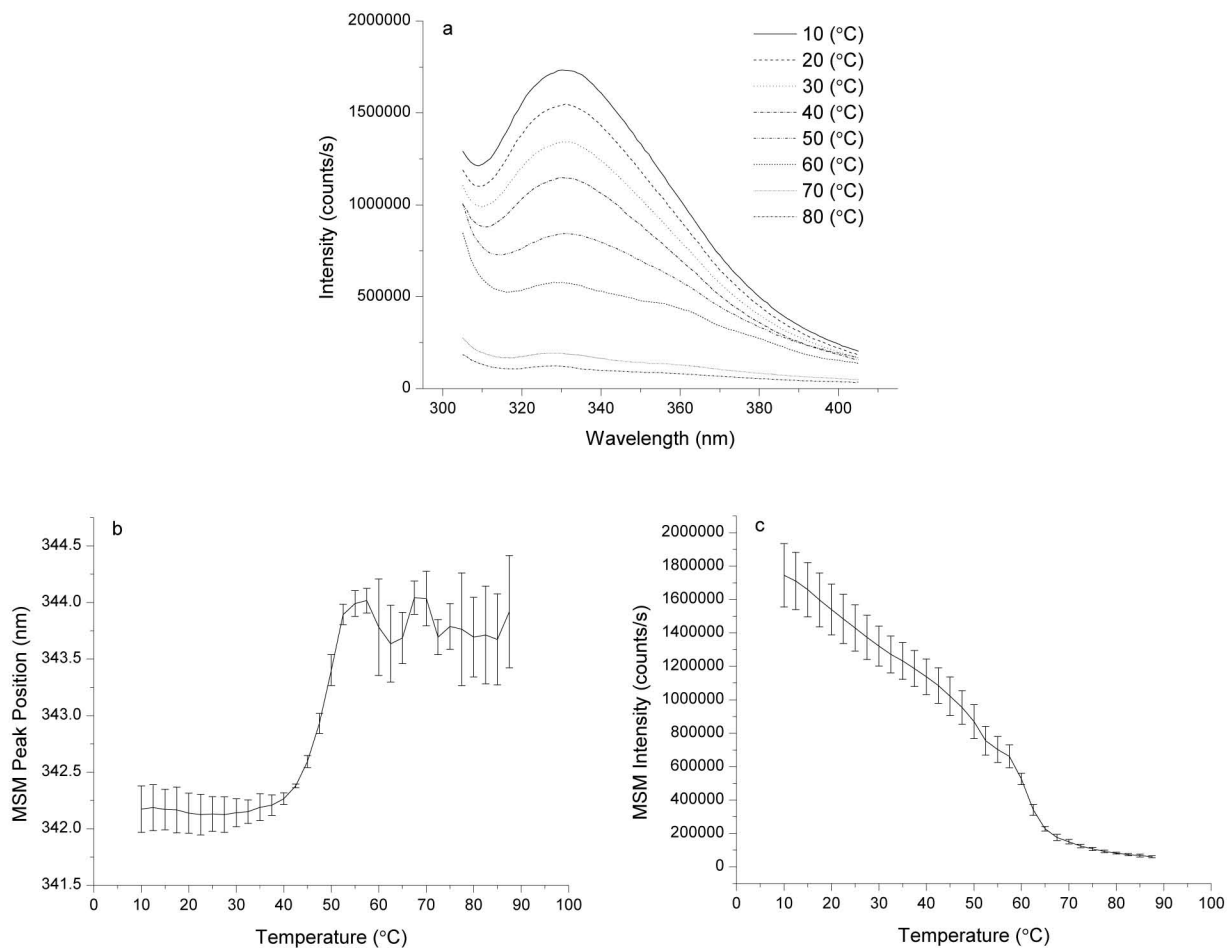 a
2000000
1500000
1000000
500000
0
Intensity (counts/s)
300 320 340 360 380 400
Wavelength (nm)
10 (°C)
20 (°C)
30 (°C)
40 (°C)
50 (°C)
60 (°C)
70 (°C)
80 (°C)
b
344.5
344.0
343.5
343.0
342.5
342.0
341.5
MSM Peak Position (nm)
0 10 20 30 40 50 60 70 80 90 100
Temperature (°C)
c
2000000
1800000
1600000
1400000
1200000
1000000
800000
600000
400000
200000
0
MSM Intensity (counts/s)
0 10 20 30 40 50 60 70 80 90 100
Temperature (°C)